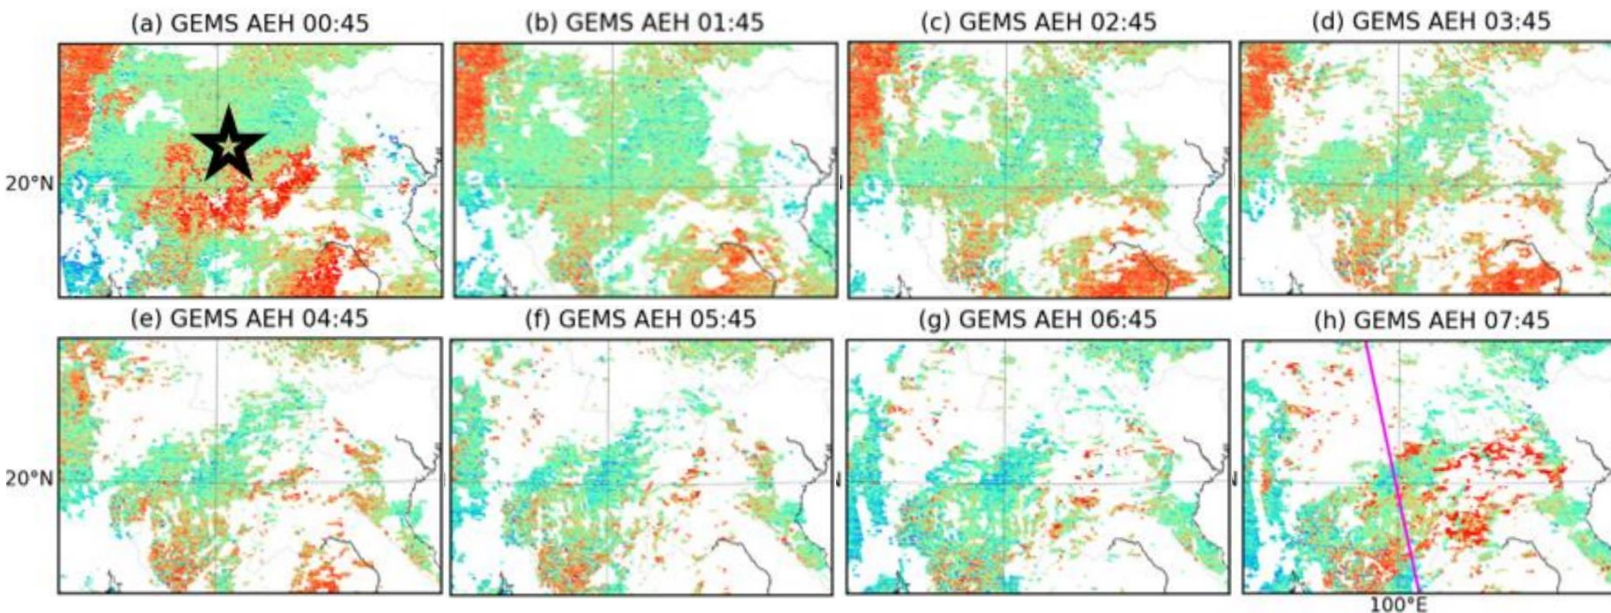 (a) GEMS AEH 00:45
(b) GEMS AEH 01:45
(c) GEMS AEH 02:45
(d) GEMS AEH 03:45
20°N
(e) GEMS AEH 04:45
(f) GEMS AEH 05:45
(g) GEMS AEH 06:45
(h) GEMS AEH 07:45
20°N
100°E